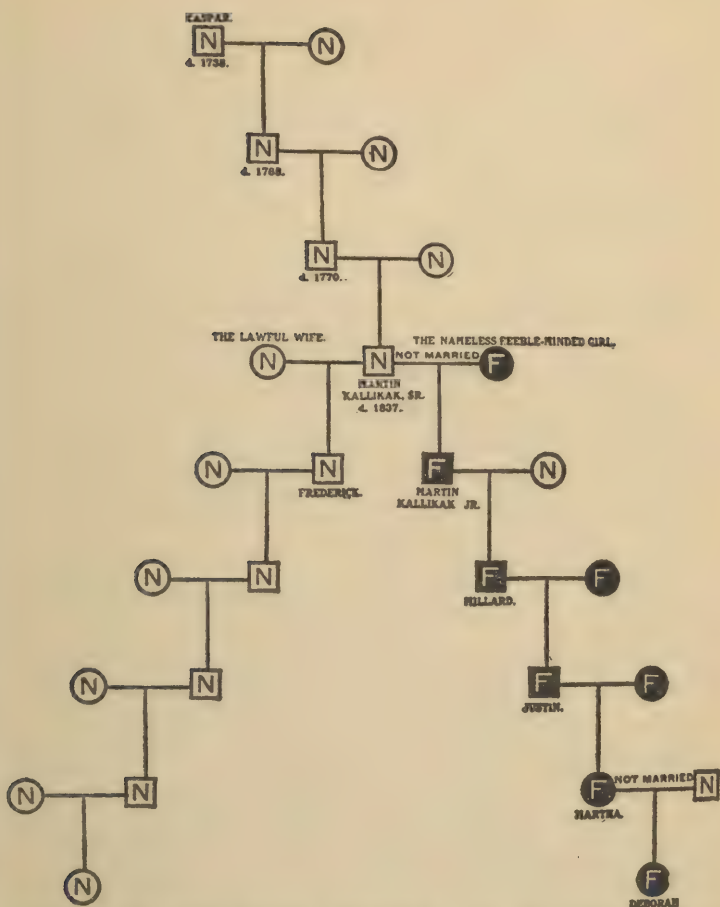 KASPAR.
N N
d. 1738.
N N
d. 1788.
N N
d. 1770.
THE LAWFUL WIFE. THE NAMELESS FEEBLE-MINDED GIRL.
N N NOT MARRIED F
MARTIN
KALLIKAK, SR.
d. 1837.
N N F N
FREDERICK. MARTIN
KALLIKAK JR.
N N F F
MILLARD.
N N F F
JUSTIN.
N N F NOT MARRIED N
MARTHA.
N F
DEBORAH